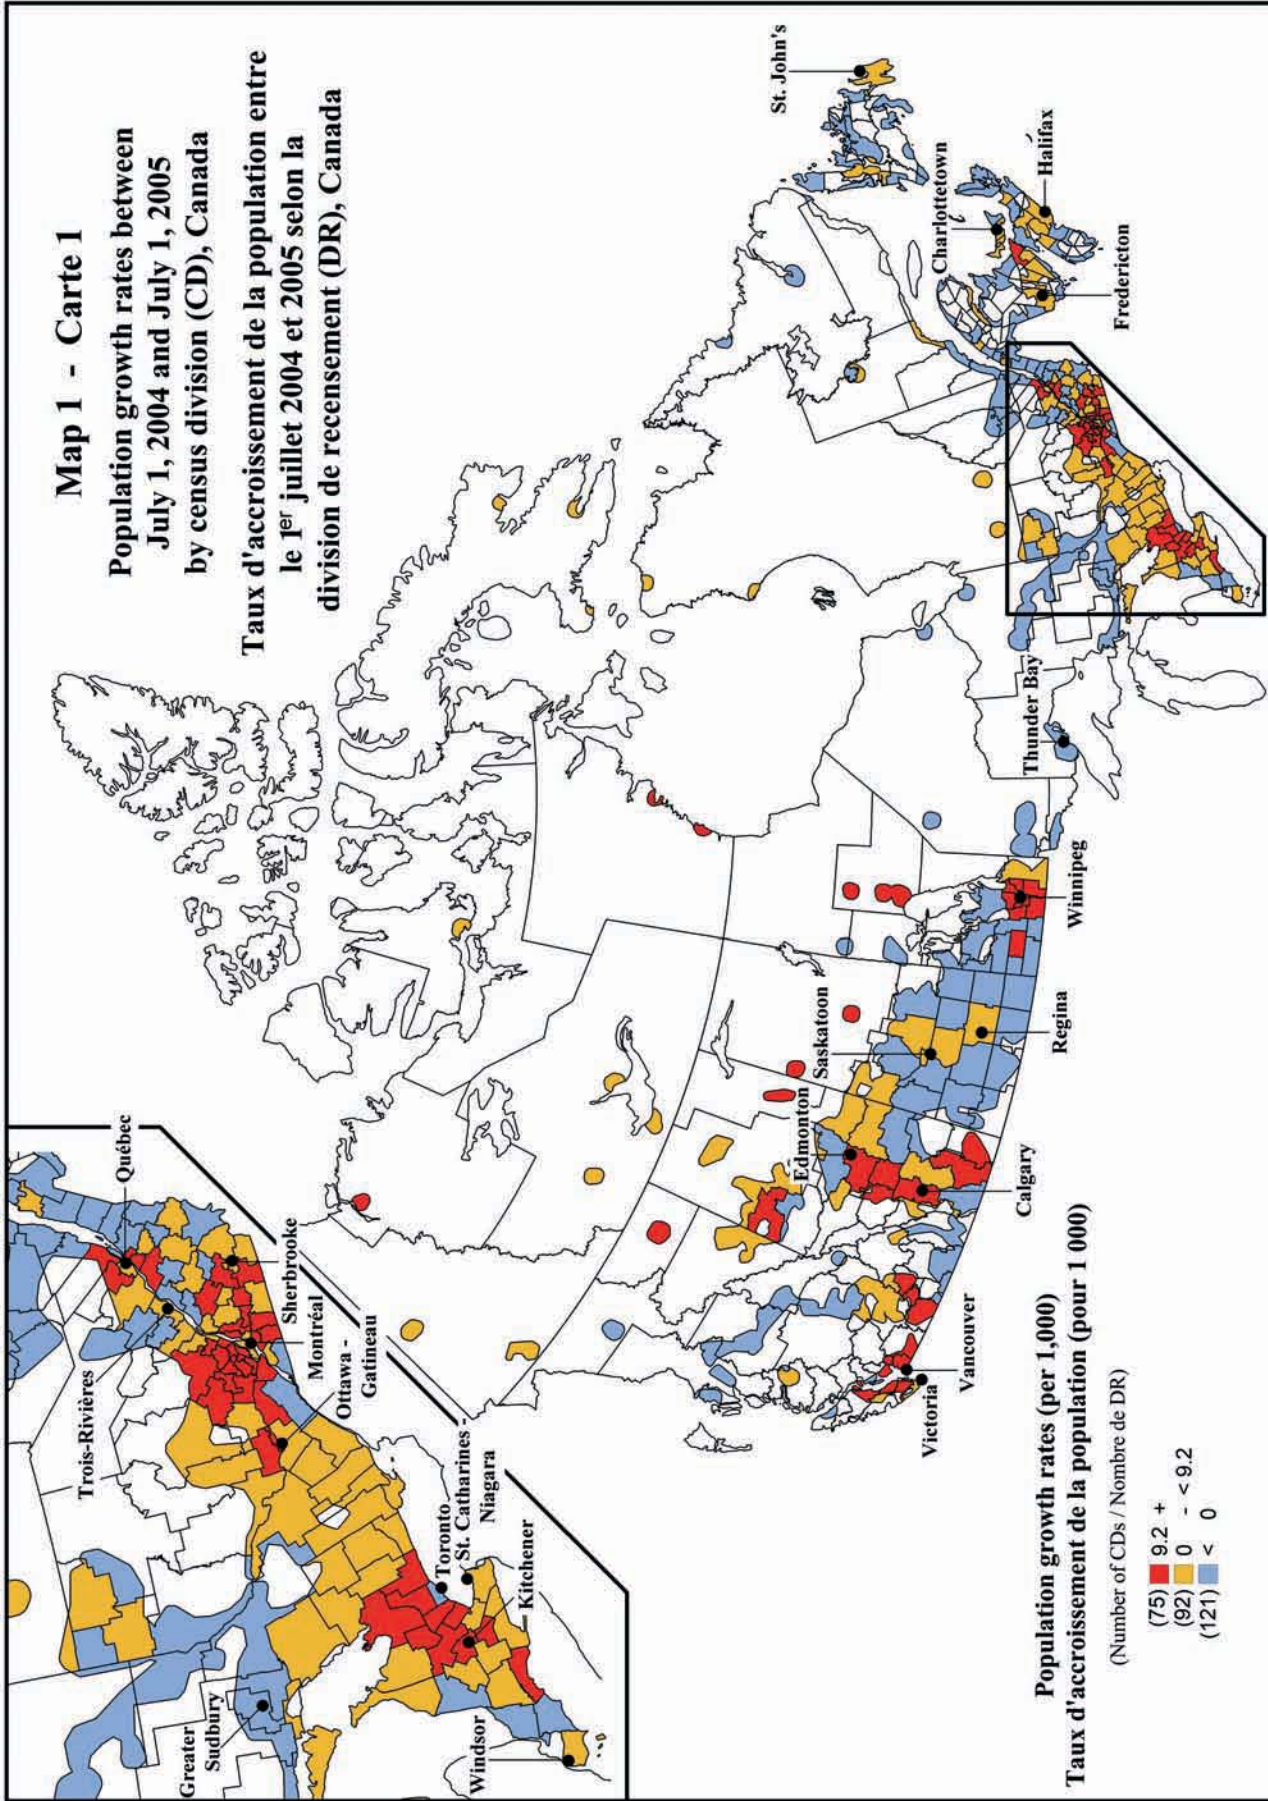 Map 1 - Carte 1
Population growth rates between
July 1, 2004 and July 1, 2005
by census division (CD), Canada
Taux d'accroissement de la population entre
le 1er juillet 2004 et 2005 selon la
division de recensement (DR), Canada
Québec
Trois-Rivières
Sherbrooke
Montréal
Ottawa -
Gatineau
Greater
Sudbury
Toronto
St. Catharines -
Niagara
Kitchener
Windsor
St. John's
Charlottetown
Halifax
Fredericton
Thunder Bay
Winnipeg
Saskatoon
Regina
Edmonton
Calgary
Vancouver
Victoria
Population growth rates (per 1,000)
Taux d'accroissement de la population (pour 1 000)
(Number of CDs / Nombre de DR)
(75) 9.2 +
(92) 0 - < 9.2
(121) < 0